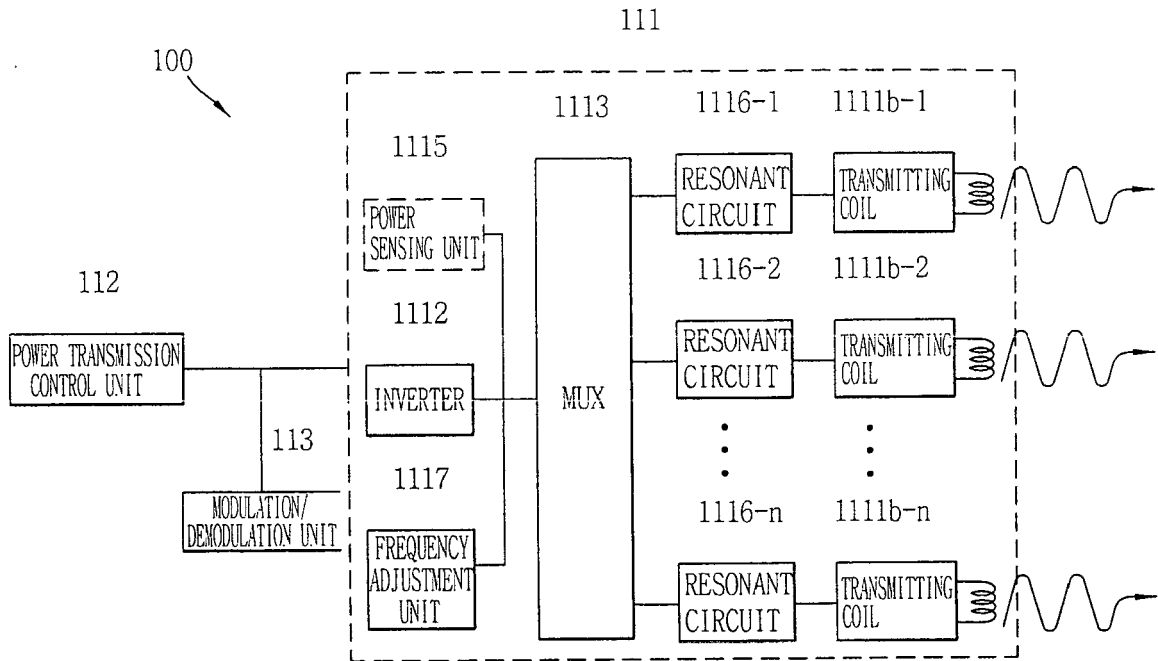 111
100
1113
1116-1
1111b-1
1115
RESONANT
CIRCUIT
TRANSMITTING
COIL
POWER
SENSING UNIT
1116-2
1111b-2
112
1112
POWER TRANSMISSION
CONTROL UNIT
RESONANT
CIRCUIT
TRANSMITTING
COIL
INVERTER
MUX
113
1117
MODULATION/
DEMODULATION UNIT
1116-n
1111b-n
FREQUENCY
ADJUSTMENT
UNIT
RESONANT
CIRCUIT
TRANSMITTING
COIL